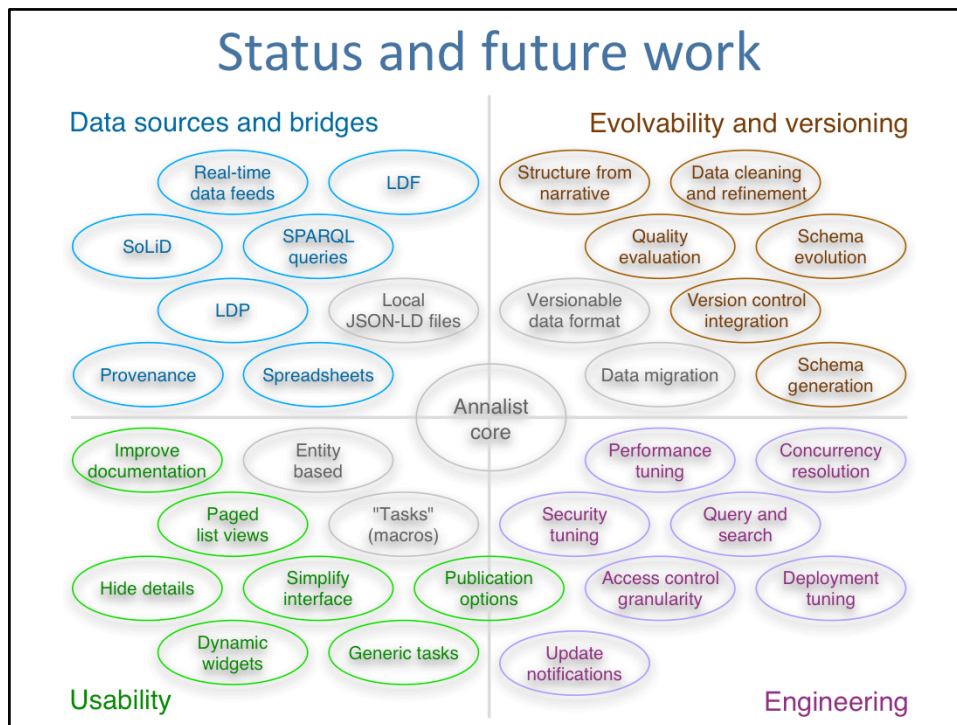 Status and future work
Data sources and bridges
Real-time
data feeds
LDF
SoLiD
SPARQL
queries
LDP
Local
JSON-LD files
Provenance
Spreadsheets
Evolvability and versioning
Structure from
narrative
Data cleaning
and refinement
Quality
evaluation
Schema
evolution
Versionable
data format
Version control
integration
Data migration
Schema
generation
Annalist
core
Improve
documentation
Entity
based
Paged
list views
"Tasks"
(macros)
Hide details
Simplify
interface
Publication
options
Dynamic
widgets
Generic tasks
Usability
Performance
tuning
Concurrency
resolution
Security
tuning
Query and
search
Access control
granularity
Deployment
tuning
Update
notifications
Engineering